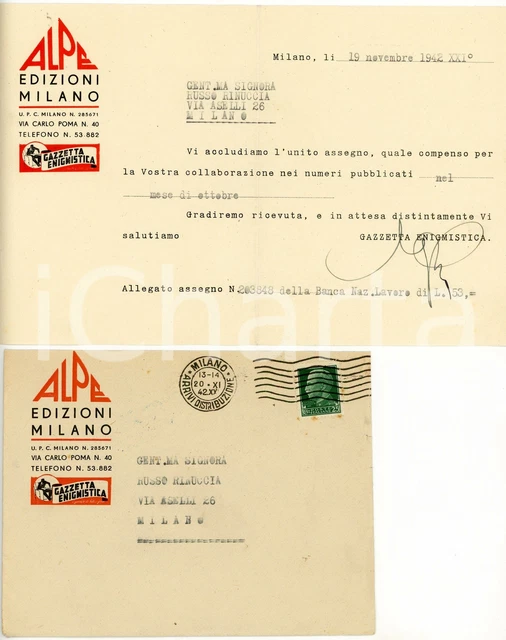 ALPE
EDIZIONI
MILANO
U. P. C. MILANO N. 285671
VIA CARLO POMA N. 40
TELEFONO N. 53.882
GAZZETTA
ENIGMISTICA
Milano, li 19 novembre 1942 XXI°
GENT.MA SIGNORA
RUSSO RINUCCIA
VIA ASELLI 26
MILANO
Vi accludiamo l'unito assegno, quale compenso per
la Vostra collaborazione nei numeri pubblicati nel
mese di ottobre
Gradiremo ricevuta, e in attesa distintamente Vi
salutiamo GAZZETTA ENIGMISTICA.
Allegato assegno N. 263848 della Banca Naz.Lavoro di L. 53,=
iCharta
ALPE
EDIZIONI
MILANO
U. P. C. MILANO N. 285671
VIA CARLO POMA N. 40
TELEFONO N. 53.882
GAZZETTA
ENIGMISTICA
MILANO
13-14
20·XI
42.XXI
ARRIVI DISTRIBUZIONE
GENT.MA SIGNORA
RUSSO RINUCCIA
VIA ASELLI 26
MILANO